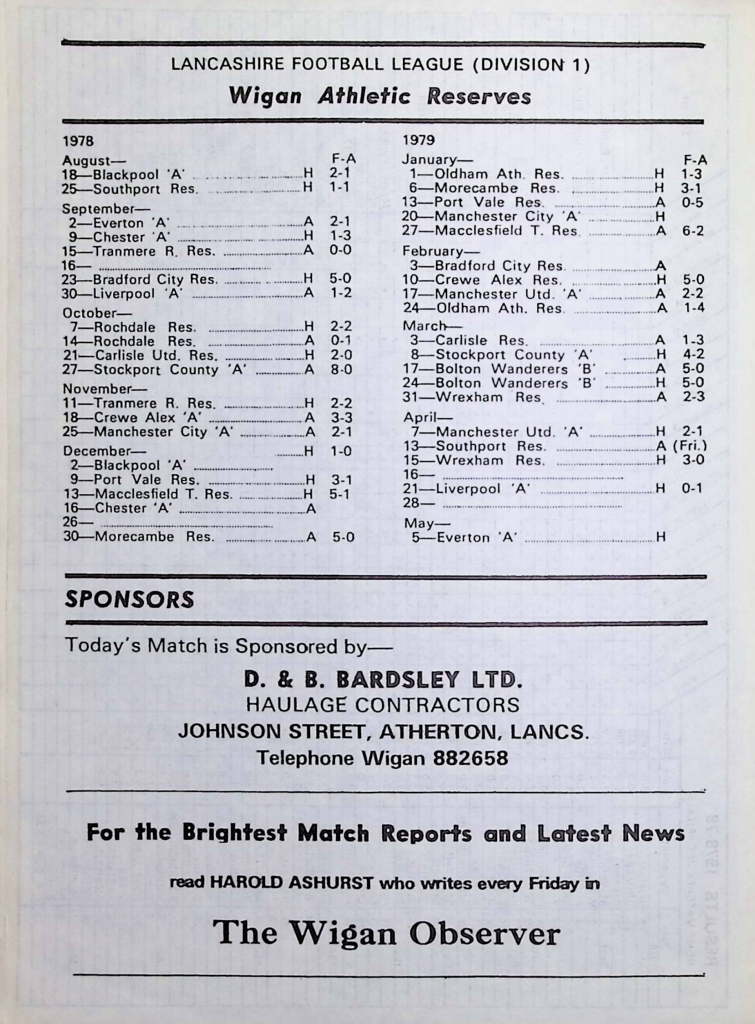 LANCASHIRE FOOTBALL LEAGUE (DIVISION 1)
Wigan Athletic Reserves
1978
August— F-A
18—Blackpool 'A' ........................H 2-1
25—Southport Res. ........................H 1-1
September—
2—Everton 'A' ........................A 2-1
9—Chester 'A' ........................H 1-3
15—Tranmere R. Res. ........................A 0-0
16— ........................
23—Bradford City Res. ........................H 5-0
30—Liverpool 'A' ........................A 1-2
October—
7—Rochdale Res. ........................H 2-2
14—Rochdale Res. ........................A 0-1
21—Carlisle Utd. Res. ........................H 2-0
27—Stockport County 'A' ............A 8-0
November—
11—Tranmere R. Res. ........................H 2-2
18—Crewe Alex 'A' ........................A 3-3
25—Manchester City 'A' ............A 2-1
December— ............H 1-0
2—Blackpool 'A' ........................
9—Port Vale Res. ........................H 3-1
13—Macclesfield T. Res. ............H 5-1
16—Chester 'A' ........................A
26— ........................
30—Morecambe Res. ........................A 5-0
1979
January— F-A
1—Oldham Ath. Res. ........................H 1-3
6—Morecambe Res. ........................H 3-1
13—Port Vale Res. ........................A 0-5
20—Manchester City 'A' ............H
27—Macclesfield T. Res. ............A 6-2
February—
3—Bradford City Res. ........................A
10—Crewe Alex Res. ........................H 5-0
17—Manchester Utd. 'A' ............A 2-2
24—Oldham Ath. Res. ........................A 1-4
March—
3—Carlisle Res. ........................A 1-3
8—Stockport County 'A' ............H 4-2
17—Bolton Wanderers 'B' ............A 5-0
24—Bolton Wanderers 'B' ............H 5-0
31—Wrexham Res. ........................A 2-3
April—
7—Manchester Utd. 'A' ............H 2-1
13—Southport Res. ........................A (Fri.)
15—Wrexham Res. ........................H 3-0
16— ........................
21—Liverpool 'A' ........................H 0-1
28— ........................
May—
5—Everton 'A' ........................H
SPONSORS
Today's Match is Sponsored by—
D. & B. BARDSLEY LTD.
HAULAGE CONTRACTORS
JOHNSON STREET, ATHERTON, LANCS.
Telephone Wigan 882658
For the Brightest Match Reports and Latest News
read HAROLD ASHURST who writes every Friday in
The Wigan Observer